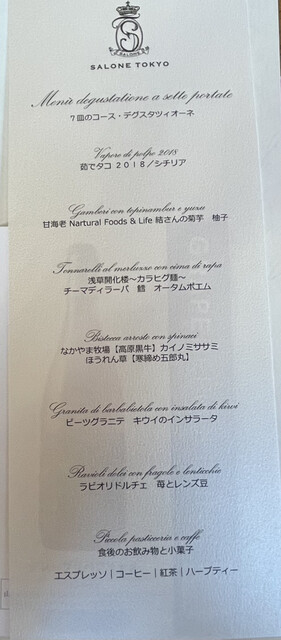 SALONE
SALONE TOKYO
Menù degustazione a sette portate
７皿のコース・デグスタツィオーネ
Vapore di polpo 2018
茹でタコ ２０１８／シチリア
Gamberi con topinambur e yuzu
甘海老 Nartural Foods & Life 結さんの菊芋 柚子
Tonnarelli al merluzzo con cima di rapa
浅草開化楼～カラヒグ麺～
チーマディラーパ 鱈 オータムポエム
Bistecca arrosto con spinaci
なかやま牧場【高原黒牛】カイノミササミ
ほうれん草【寒締め五郎丸】
Granita di barbabietola con insalata di kiwi
ビーツグラニテ キウイのインサラータ
Ravioli dolci con fragole e lenticchie
ラビオリドルチェ 苺とレンズ豆
Piccola pasticceria e caffè
食後のお飲み物と小菓子
エスプレッソ｜コーヒー｜紅茶｜ハーブティー